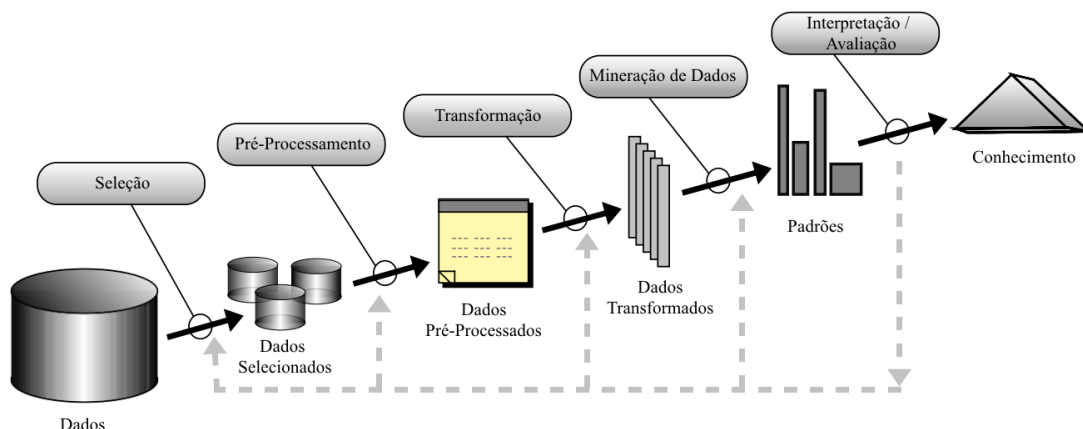 Interpretação /
Avaliação
Mineração de Dados
Transformação
Pré-Processamento
Seleção
Conhecimento
Padrões
Dados
Transformados
Dados
Pré-Processados
Dados
Selecionados
Dados